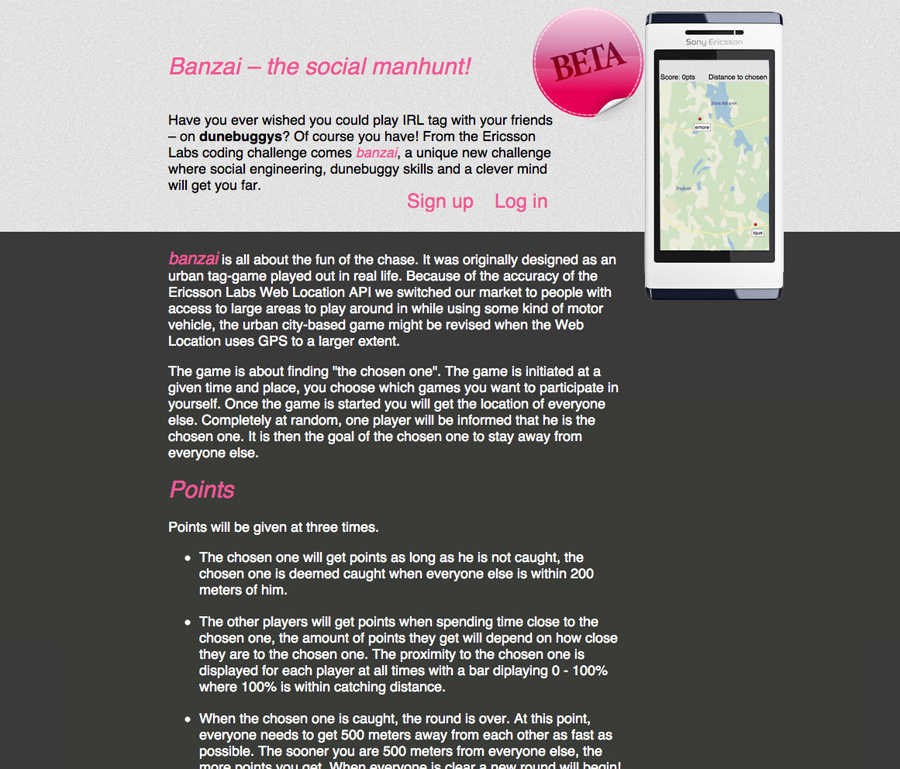 Banzai – the social manhunt!
BETA
Sony Ericsson
Score: 0pts Distance to chosen
emore
ique
Have you ever wished you could play IRL tag with your friends
– on dunebuggys? Of course you have! From the Ericsson
Labs coding challenge comes banzai, a unique new challenge
where social engineering, dunebuggy skills and a clever mind
will get you far.
Sign up Log in
banzai is all about the fun of the chase. It was originally designed as an
urban tag-game played out in real life. Because of the accuracy of the
Ericsson Labs Web Location API we switched our market to people with
access to large areas to play around in while using some kind of motor
vehicle, the urban city-based game might be revised when the Web
Location uses GPS to a larger extent.
The game is about finding "the chosen one". The game is initiated at a
given time and place, you choose which games you want to participate in
yourself. Once the game is started you will get the location of everyone
else. Completely at random, one player will be informed that he is the
chosen one. It is then the goal of the chosen one to stay away from
everyone else.
Points
Points will be given at three times.
• The chosen one will get points as long as he is not caught, the
chosen one is deemed caught when everyone else is within 200
meters of him.
• The other players will get points when spending time close to the
chosen one, the amount of points they get will depend on how close
they are to the chosen one. The proximity to the chosen one is
displayed for each player at all times with a bar diplaying 0 - 100%
where 100% is within catching distance.
• When the chosen one is caught, the round is over. At this point,
everyone needs to get 500 meters away from each other as fast as
possible. The sooner you are 500 meters from everyone else, the
more points you get. When everyone is clear a new round will begin!